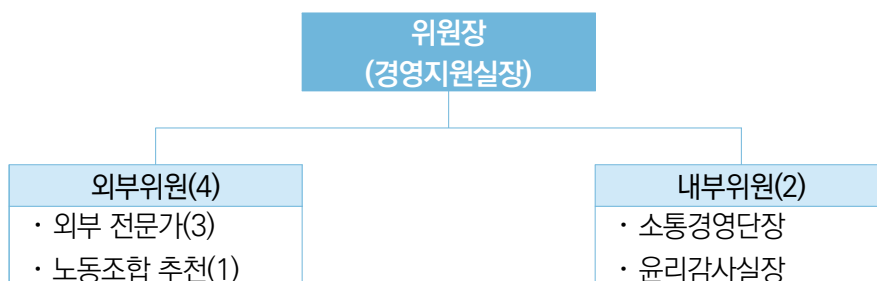 위원장
(경영지원실장)
외부위원(4)
· 외부 전문가(3)
· 노동조합 추천(1)
내부위원(2)
· 소통경영단장
· 윤리감사실장